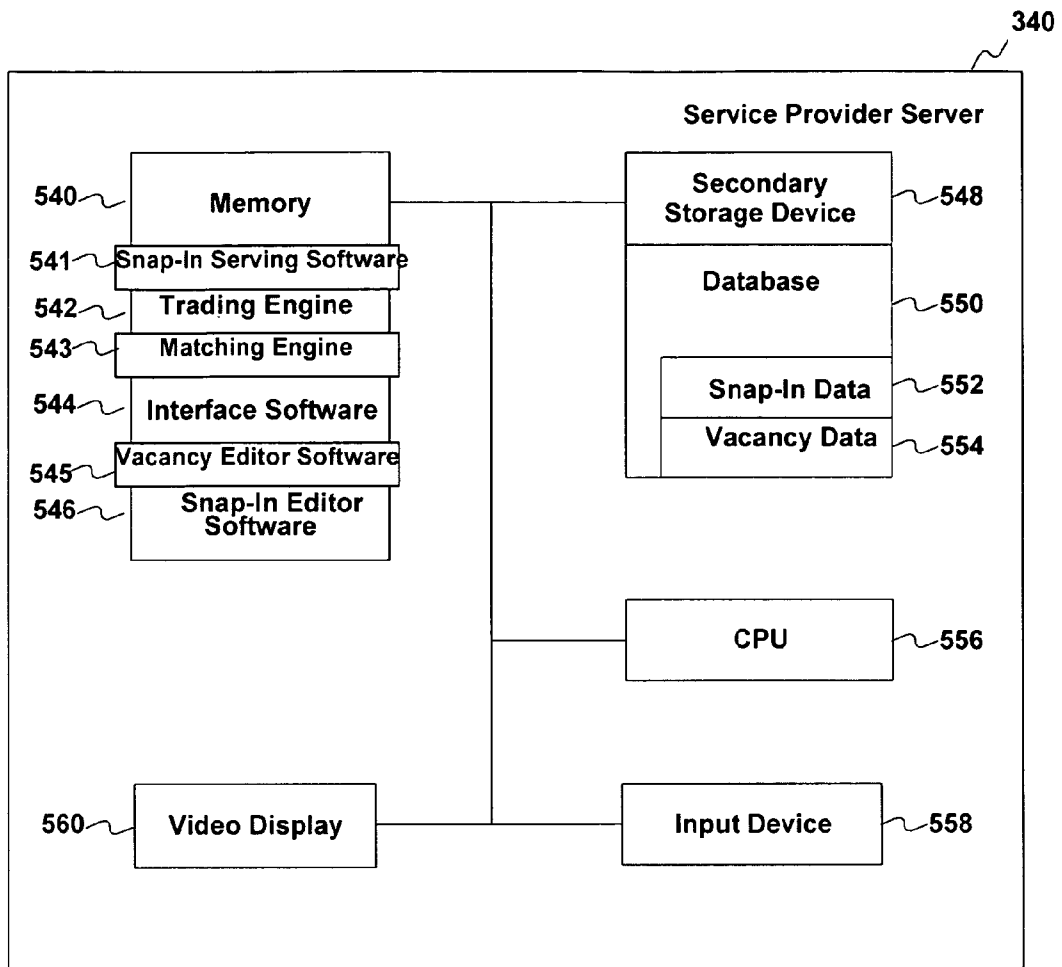 340
Service Provider Server
540
Memory
541
Snap-In Serving Software
542
Trading Engine
543
Matching Engine
544
Interface Software
545
Vacancy Editor Software
546
Snap-In Editor
Software
Secondary
Storage Device
548
Database
550
Snap-In Data
552
Vacancy Data
554
CPU
556
560
Video Display
Input Device
558